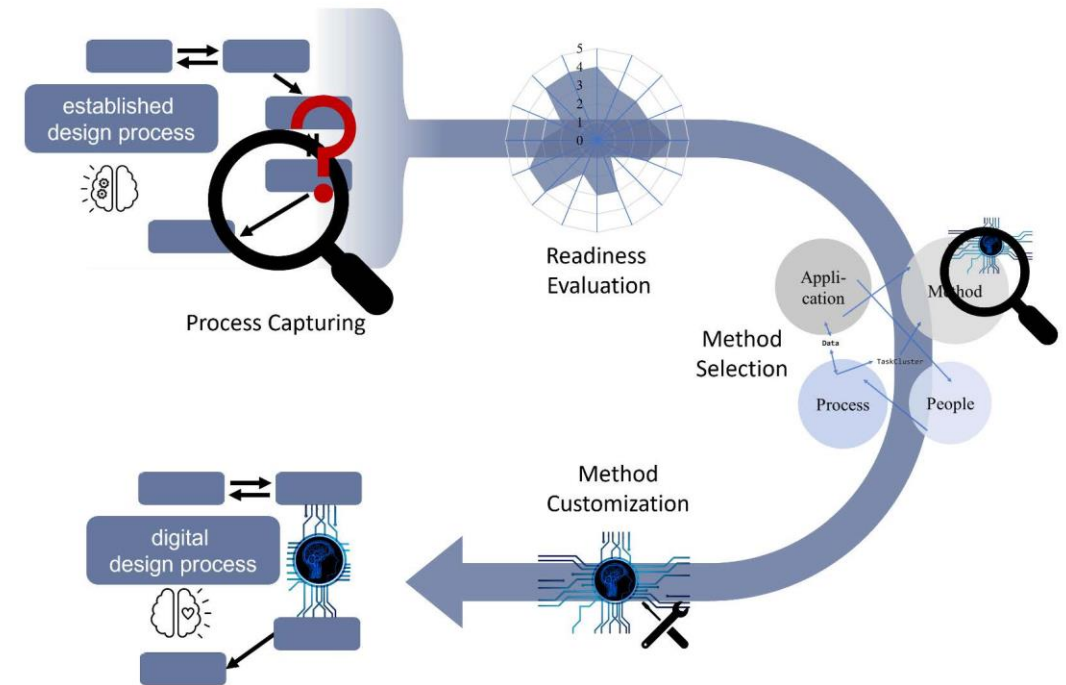 established
design process
Process Capturing
5
4
3
2
1
0
Readiness
Evaluation
Appli-
cation
Method
Data
TaskCluster
Process
People
Method
Selection
Method
Customization
digital
design process